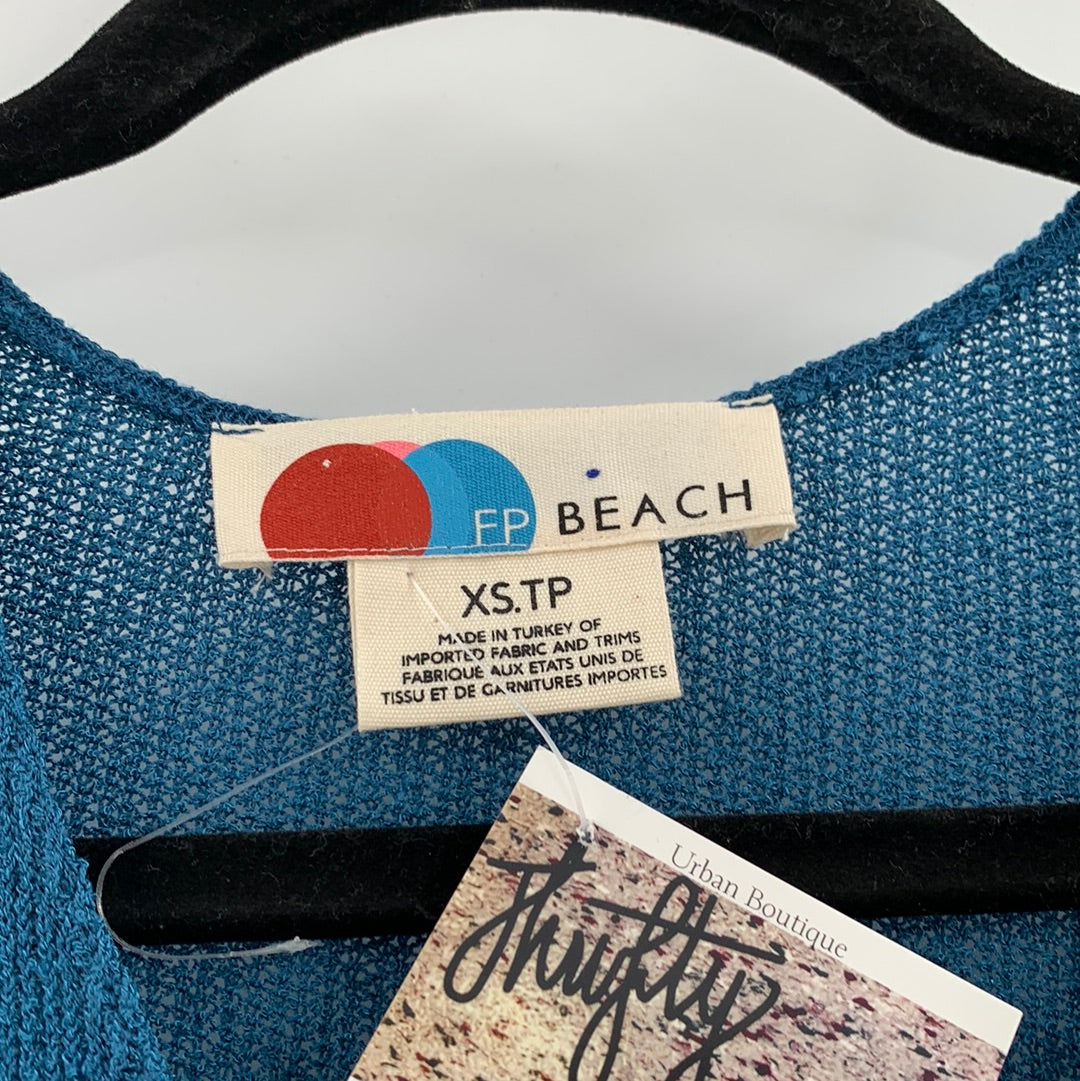 FP BEACH
XS.TP
MADE IN TURKEY OF
IMPORTED FABRIC AND TRIMS
FABRIQUE AUX ETATS UNIS DE
TISSU ET DE GARNITURES IMPORTES
Urban Boutique
Thrifty